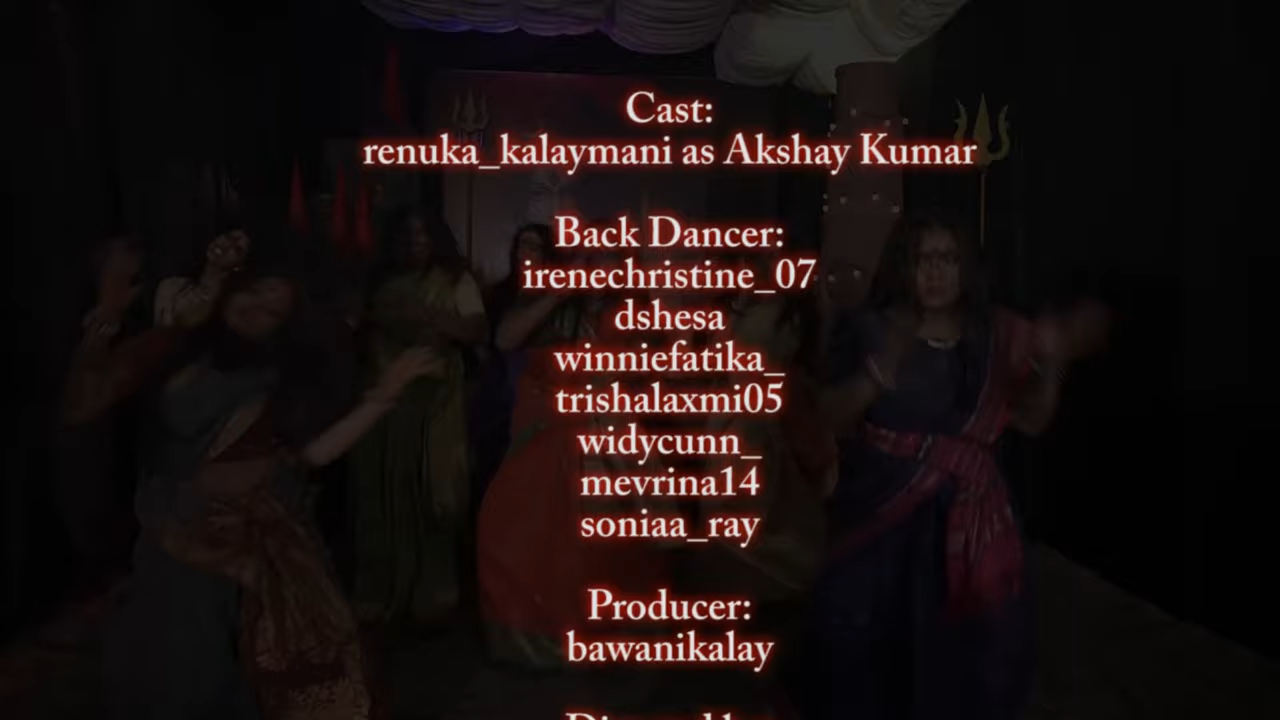 Cast:
renuka_kalaymani as Akshay Kumar
Back Dancer:
irenechristine_07
dshesa
winniefatika_
trishalaxmi05
widycunn_
mevrina14
soniaa_ray
Producer:
bawanikalay